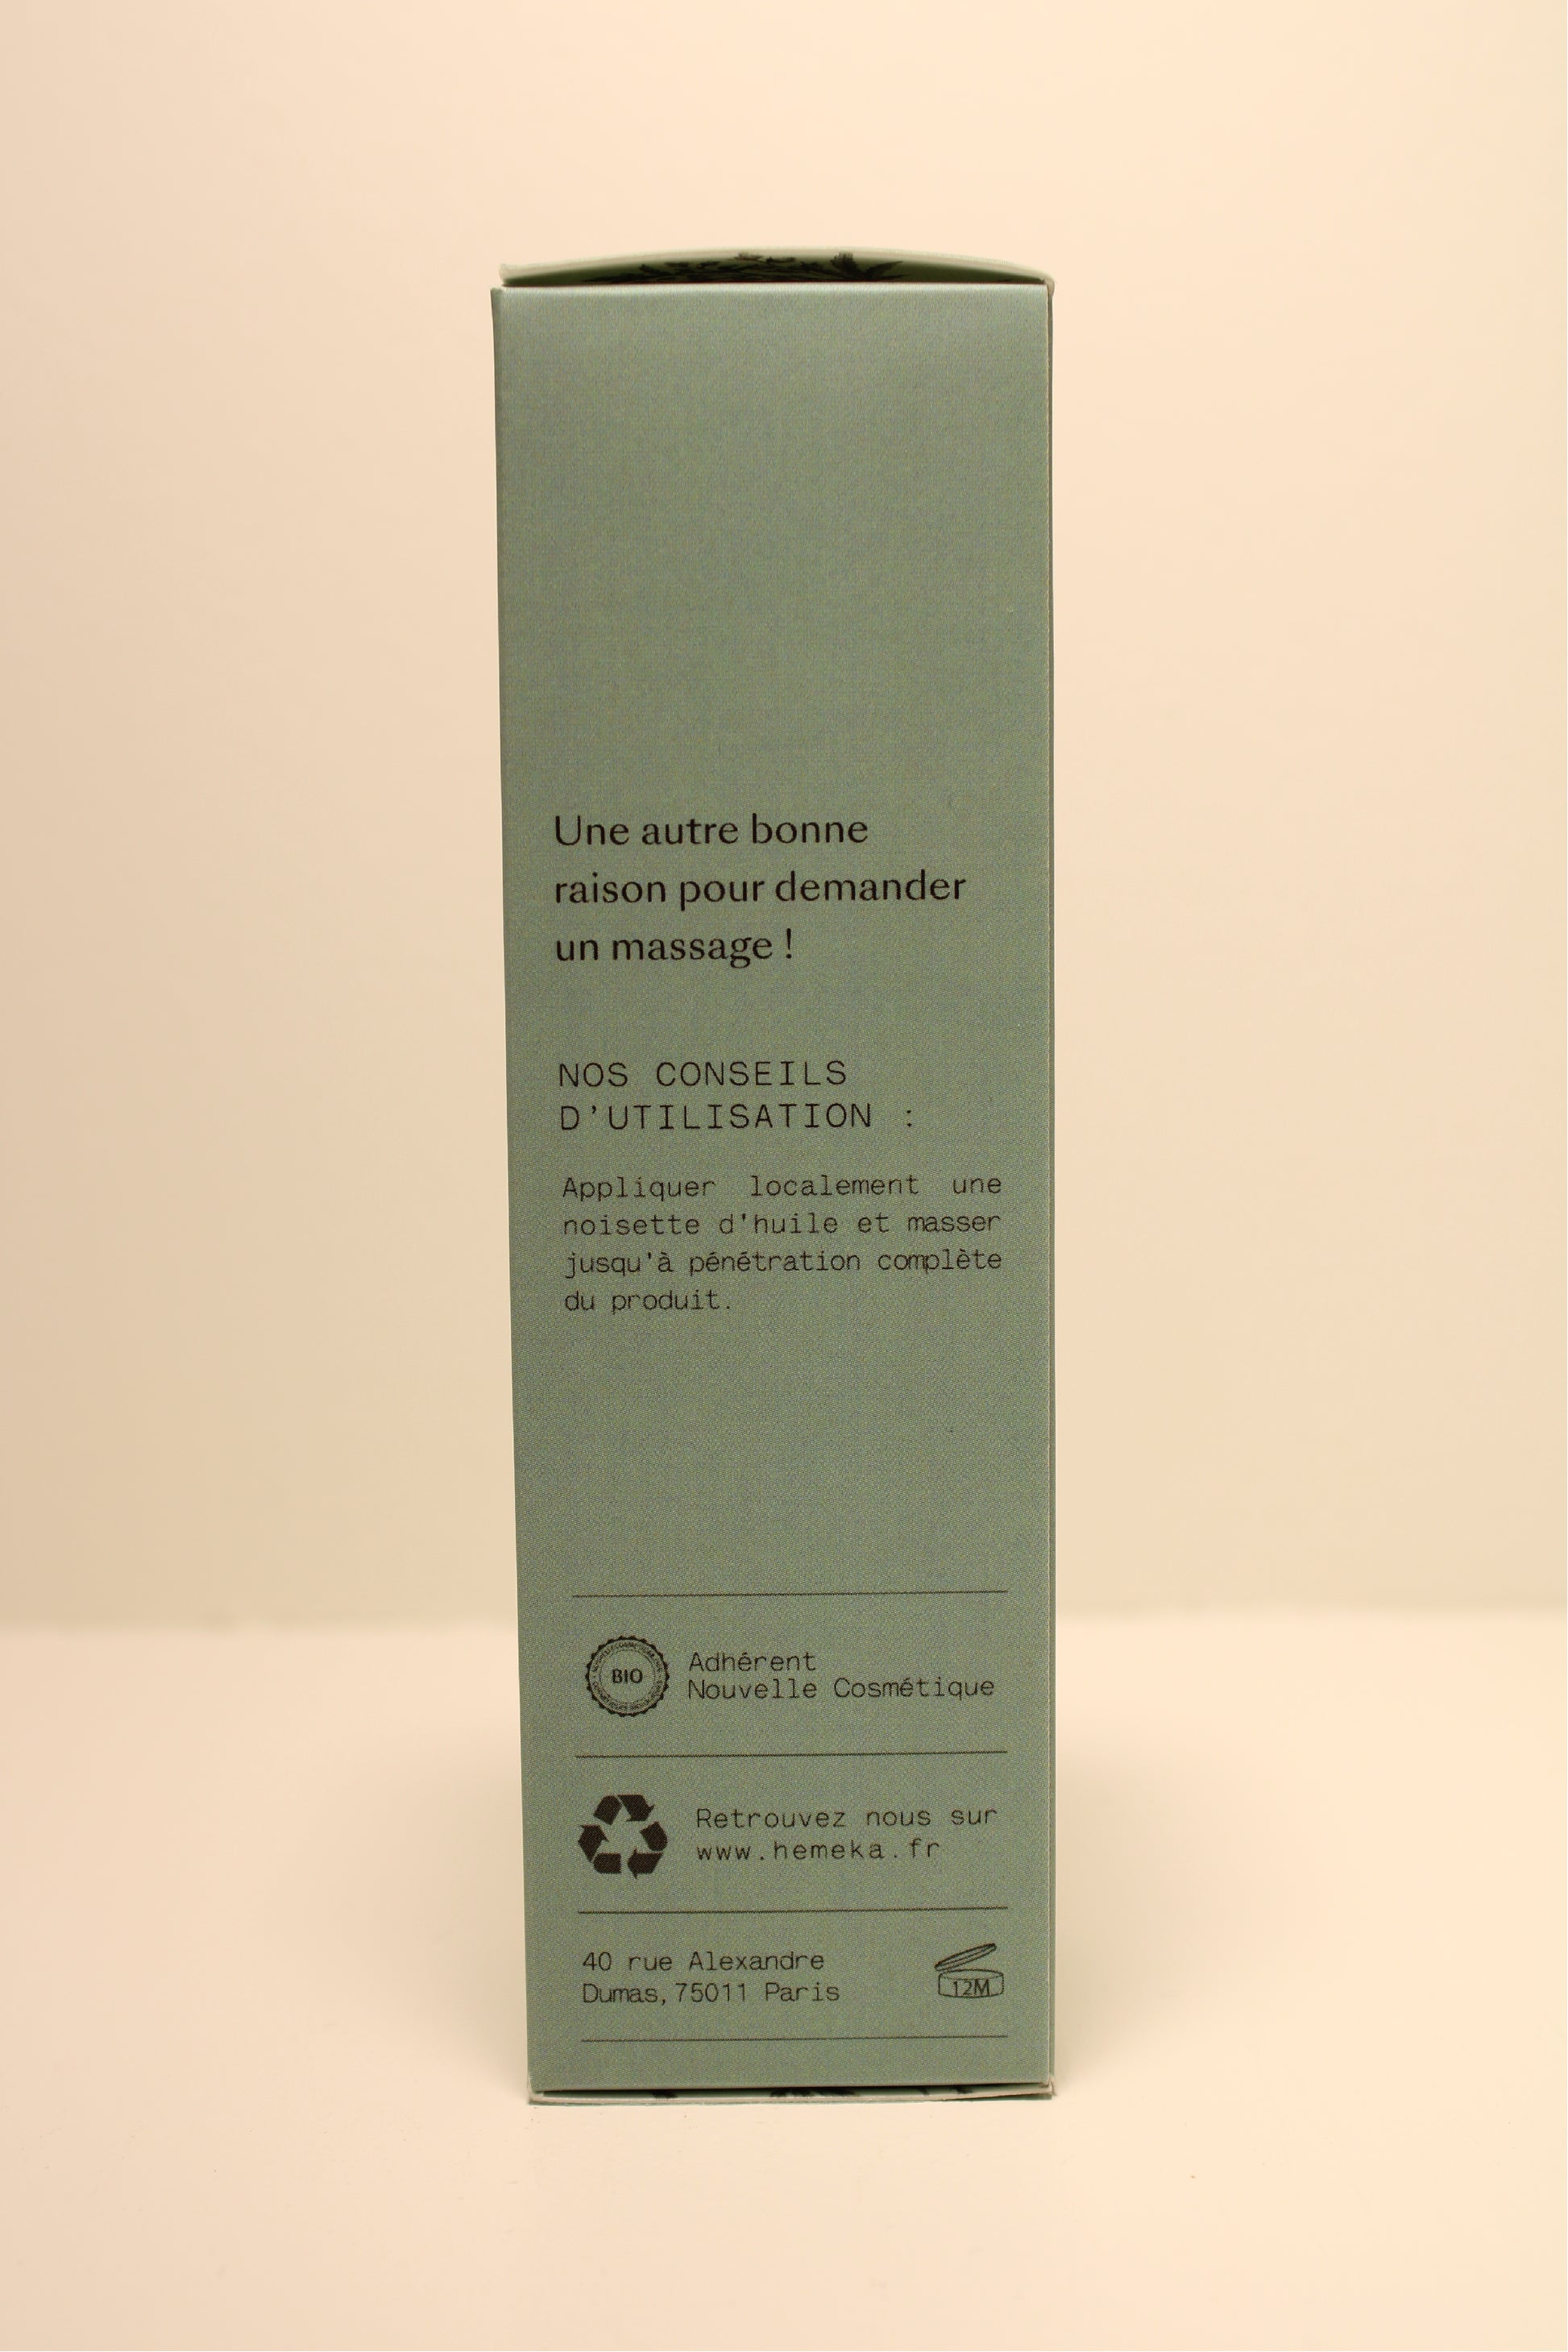 Une autre bonne
raison pour demander
un massage !
NOS CONSEILS
D'UTILISATION :
Appliquer localement une
noisette d'huile et masser
jusqu'à pénétration complète
du produit.
BIO
Adhérent
Nouvelle Cosmétique
Retrouvez nous sur
www.hemeka.fr
40 rue Alexandre
Dumas, 75011 Paris
12M